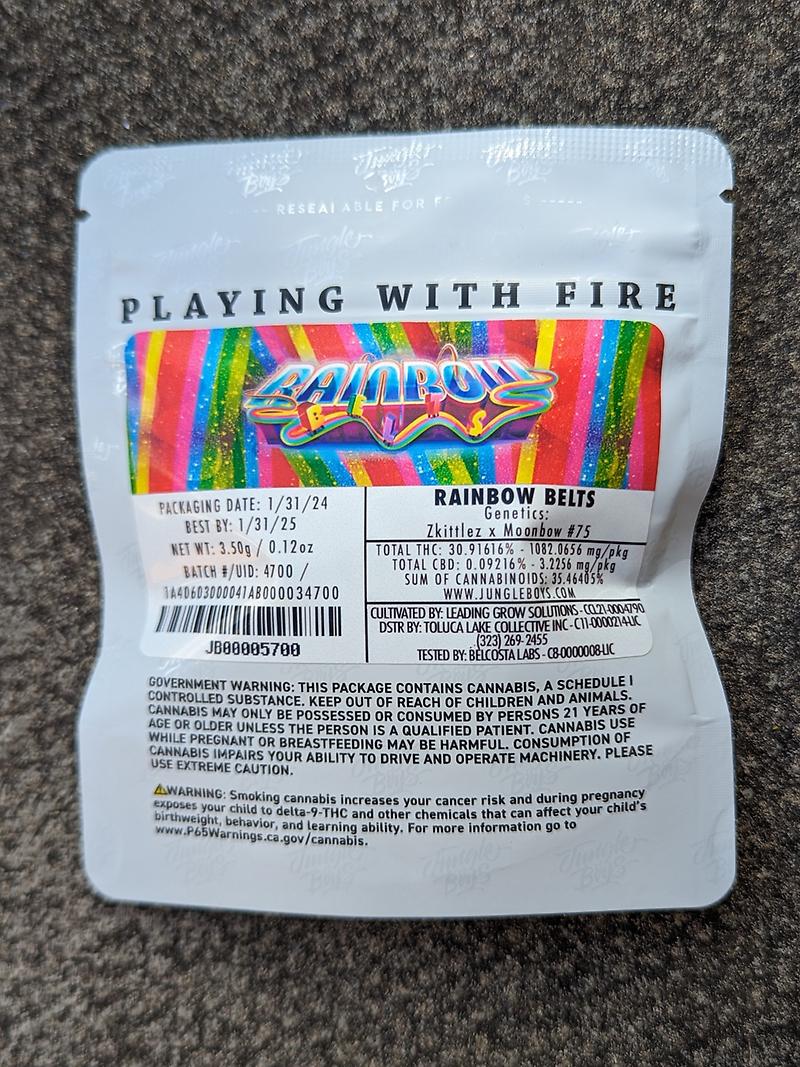 Jungle Boys
RESEALABLE FOR
PLAYING WITH FIRE
RAINBOW
BELTS
PACKAGING DATE: 1/31/24
BEST BY: 1/31/25
NET WT: 3.50g / 0.12oz
BATCH #/UID: 4700 /
1A40603000041AB000034700
JB00005700
RAINBOW BELTS
Genetics:
Zkittlez x Moonbow #75
TOTAL THC: 30.91616% - 1082.0656 mg/pkg
TOTAL CBD: 0.09216% - 3.2256 mg/pkg
SUM OF CANNABINOIDS: 35.46405%
WWW.JUNGLEBOYS.COM
CULTIVATED BY: LEADING GROW SOLUTIONS - CCL21-0004790
DSTR BY: TOLUCA LAKE COLLECTIVE INC - C11-0000214-LIC
(323) 269-2455
TESTED BY: BELCOSTA LABS - C8-0000008-LIC
GOVERNMENT WARNING: THIS PACKAGE CONTAINS CANNABIS, A SCHEDULE I
CONTROLLED SUBSTANCE. KEEP OUT OF REACH OF CHILDREN AND ANIMALS.
CANNABIS MAY ONLY BE POSSESSED OR CONSUMED BY PERSONS 21 YEARS OF
AGE OR OLDER UNLESS THE PERSON IS A QUALIFIED PATIENT. CANNABIS USE
WHILE PREGNANT OR BREASTFEEDING MAY BE HARMFUL. CONSUMPTION OF
CANNABIS IMPAIRS YOUR ABILITY TO DRIVE AND OPERATE MACHINERY. PLEASE
USE EXTREME CAUTION.
⚠WARNING: Smoking cannabis increases your cancer risk and during pregnancy
exposes your child to delta-9-THC and other chemicals that can affect your child's
birthweight, behavior, and learning ability. For more information go to
www.P65Warnings.ca.gov/cannabis.